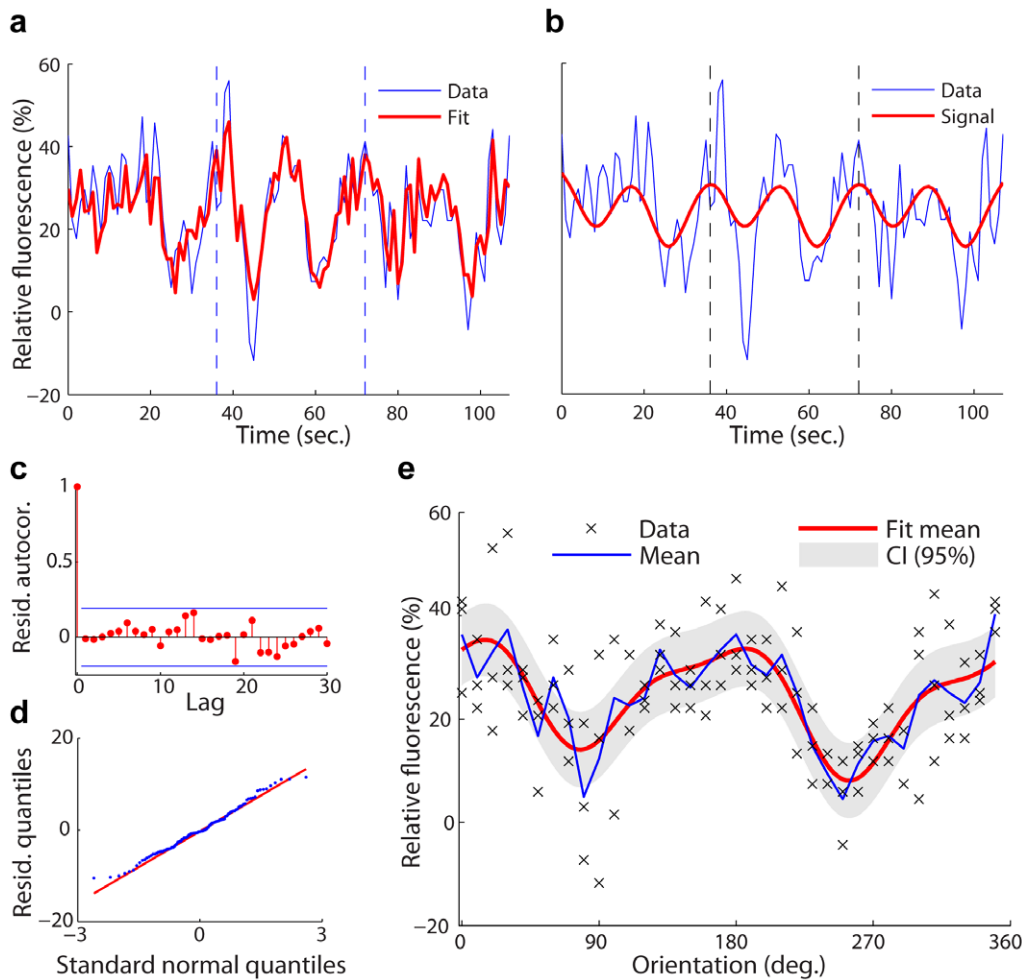 a
Relative fluorescence (%)
60
40
20
0
−20
0 20 40 60 80 100
Time (sec.)
Data
Fit
b
0 20 40 60 80 100
Time (sec.)
Data
Signal
c
Resid. autocor.
1
0.5
0
0 10 20 30
Lag
d
Resid. quantiles
20
0
−20
−3 0 3
Standard normal quantiles
e
Relative fluorescence (%)
60
40
20
0
−20
0 90 180 270 360
Orientation (deg.)
Data
Mean
Fit mean
CI (95%)